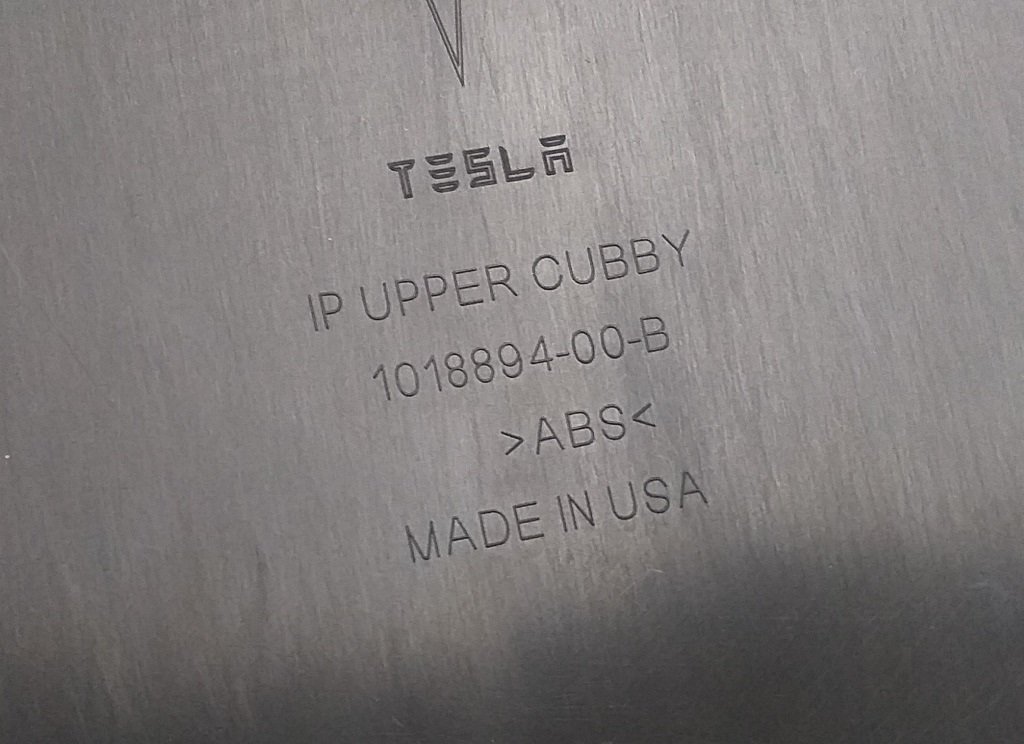 TESLA
IP UPPER CUBBY
1018894-00-B
>ABS<
MADE IN USA